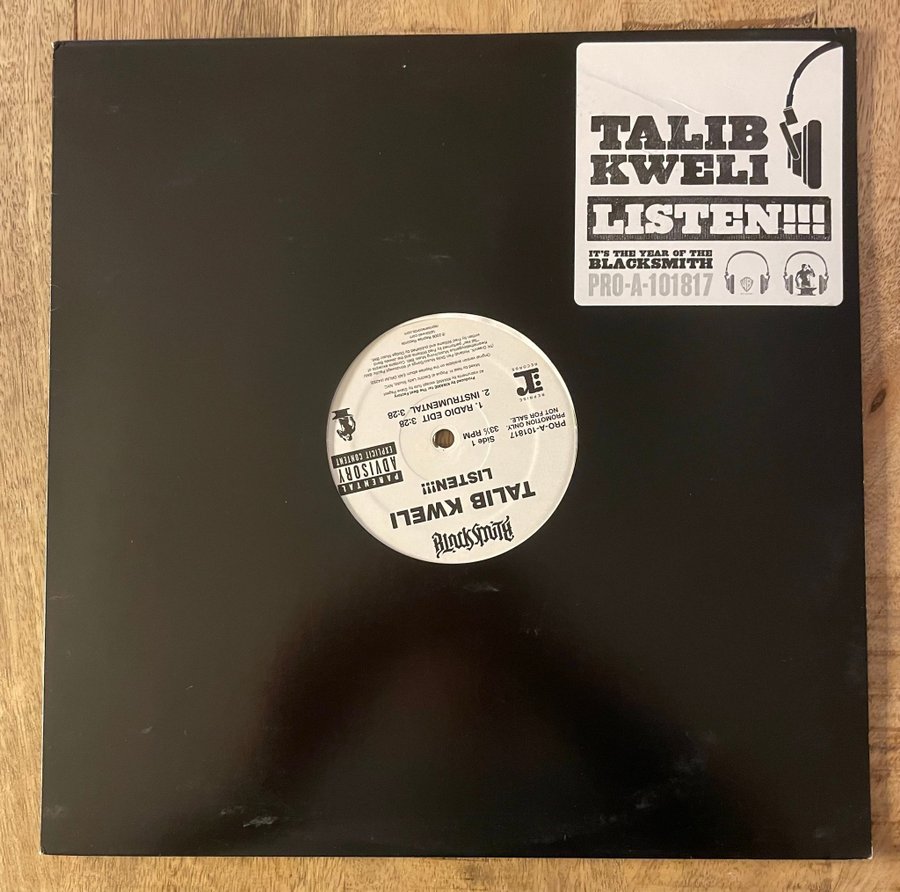 TALIB
KWELI
LISTEN!!!
IT'S THE YEAR OF THE
BLACKSMITH
PRO-A-101817
BlackSmith
TALIB KWELI
LISTEN!!!
PARENTAL
ADVISORY
EXPLICIT CONTENT
Side 1
33⅓ RPM
PRO-A-101817
PROMOTION ONLY.
NOT FOR SALE.
REPRISE
RECORDS
1. RADIO EDIT 3:28
2. INSTRUMENTAL 3:28